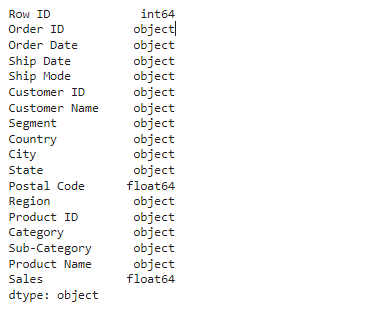 Row ID int64
Order ID object
Order Date object
Ship Date object
Ship Mode object
Customer ID object
Customer Name object
Segment object
Country object
City object
State object
Postal Code float64
Region object
Product ID object
Category object
Sub-Category object
Product Name object
Sales float64
dtype: object